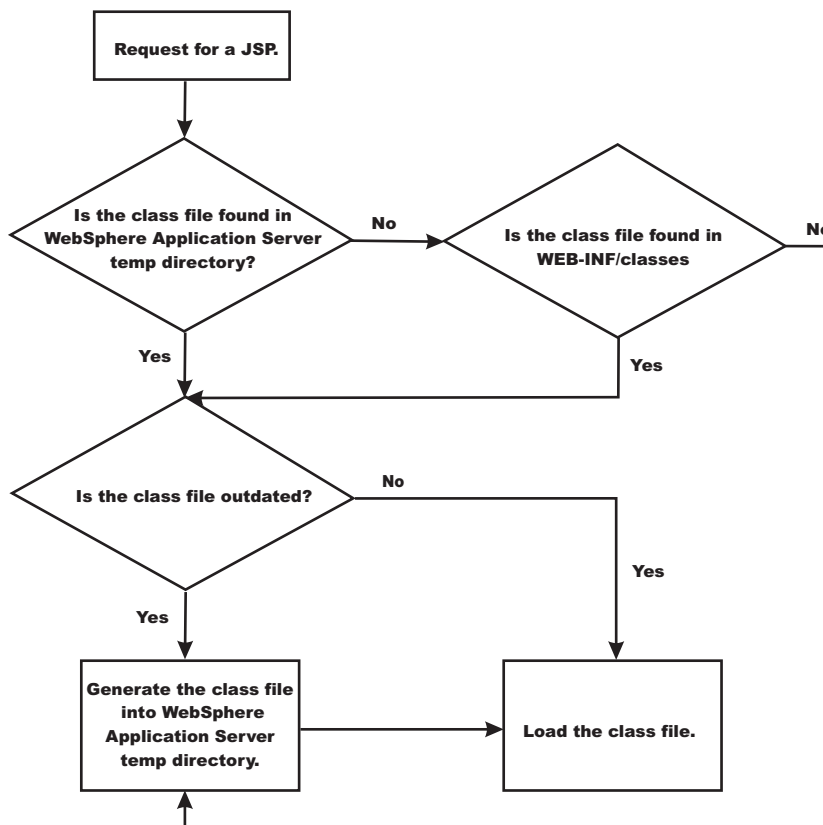 Request for a JSP.
Is the class file found in
WebSphere Application Server
temp directory?
No
Is the class file found in
WEB-INF/classes
No
Yes
Yes
Is the class file outdated?
No
Yes
Yes
Generate the class file
into WebSphere
Application Server
temp directory.
Load the class file.